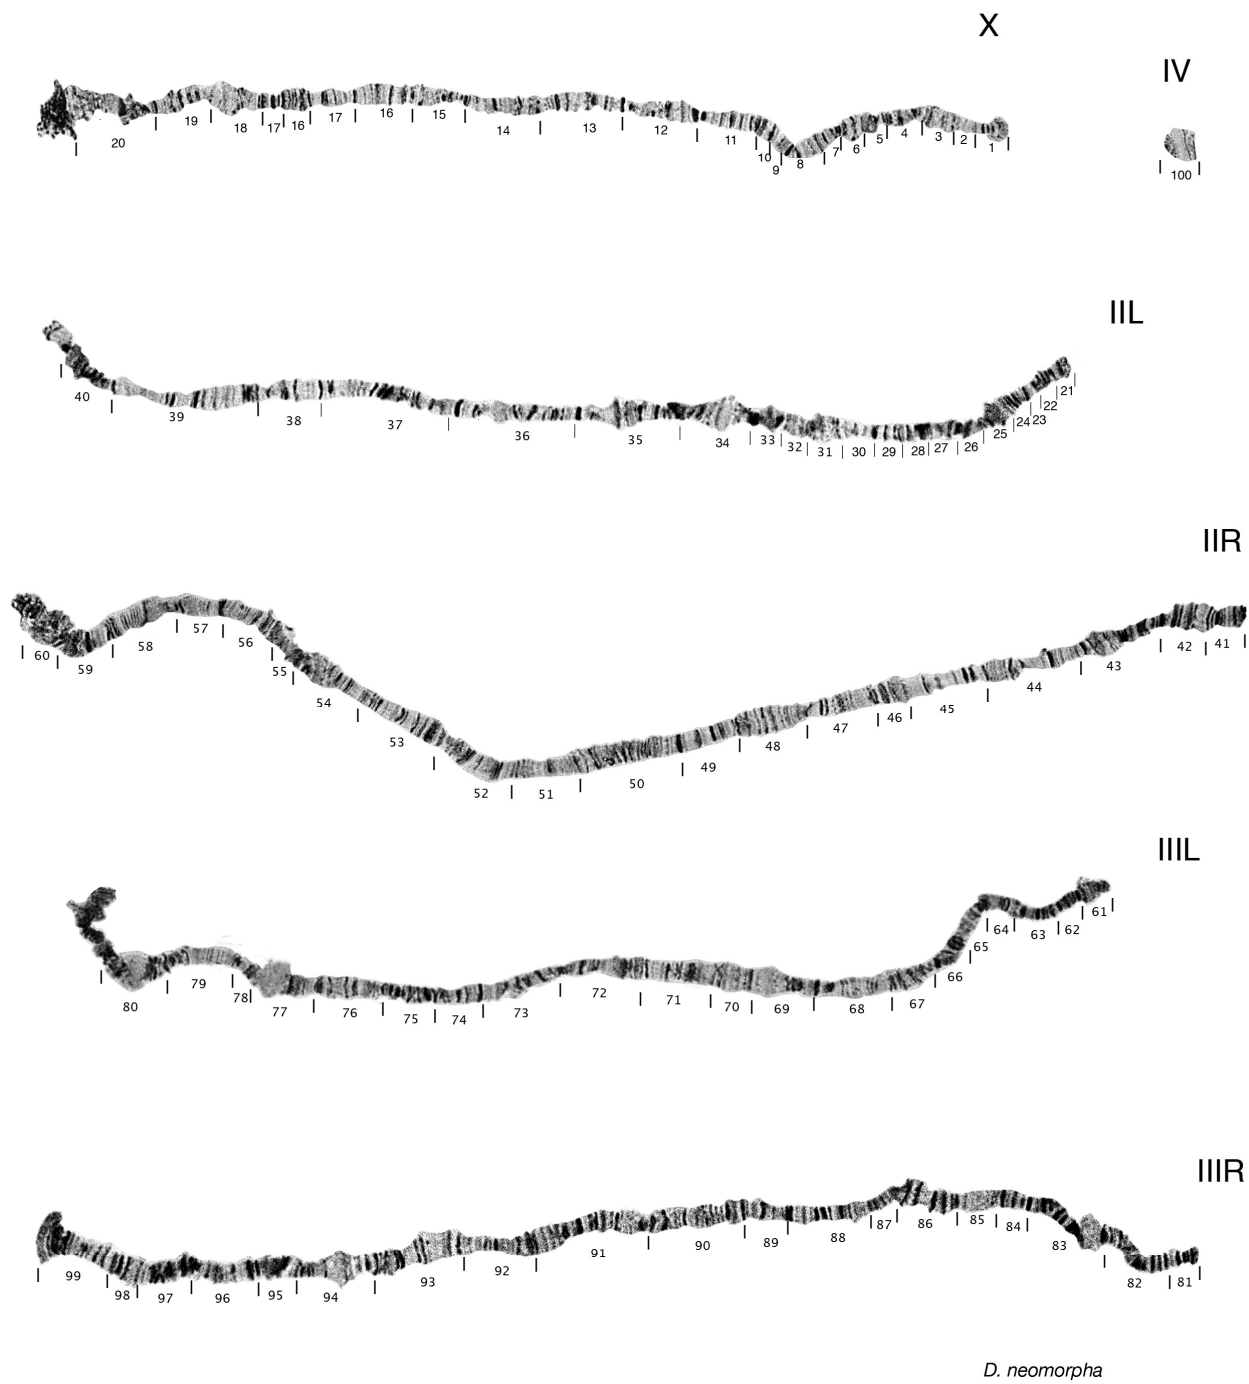 X
IV
20 19 18 17 16 17 16 15 14 13 12 11 10 9 8 7 6 5 4 3 2 1
100
IIL
40 39 38 37 36 35 34 33 32 31 30 29 28 27 26 25 24 23 22 21
IIR
60 59 58 57 56 55 54 53 52 51 50 49 48 47 46 45 44 43 42 41
IIIL
80 79 78 77 76 75 74 73 72 71 70 69 68 67 66 65 64 63 62 61
IIIR
99 98 97 96 95 94 93 92 91 90 89 88 87 86 85 84 83 82 81
D. neomorpha